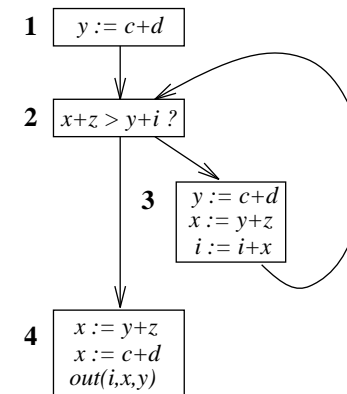 1
y := c+d
2
x+z > y+i ?
3
y := c+d
x := y+z
i := i+x
4
x := y+z
x := c+d
out(i,x,y)